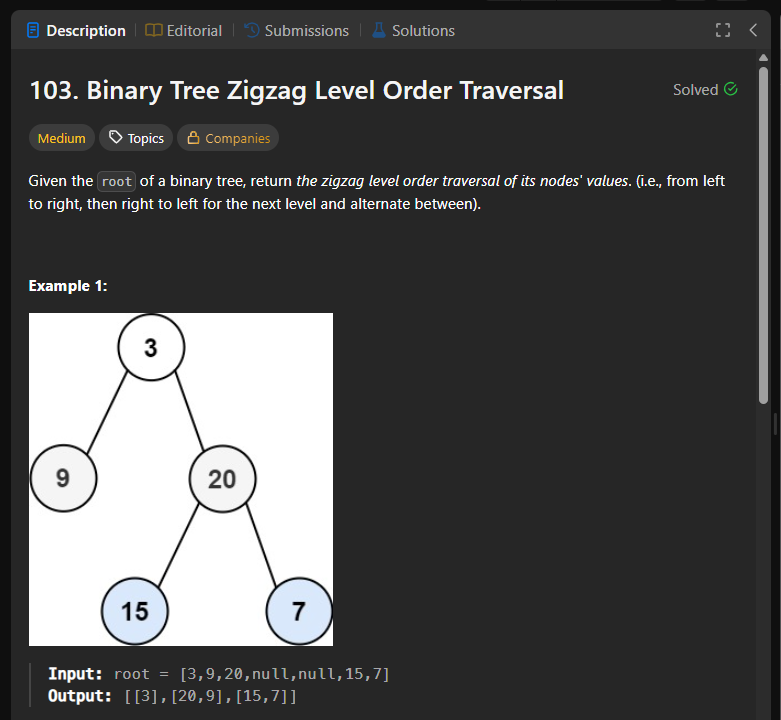 Description Editorial Submissions Solutions
103. Binary Tree Zigzag Level Order Traversal Solved
Medium Topics Companies
Given the root of a binary tree, return the zigzag level order traversal of its nodes' values. (i.e., from left
to right, then right to left for the next level and alternate between).
Example 1:
3
9 20
15 7
Input: root = [3,9,20,null,null,15,7]
Output: [[3],[20,9],[15,7]]